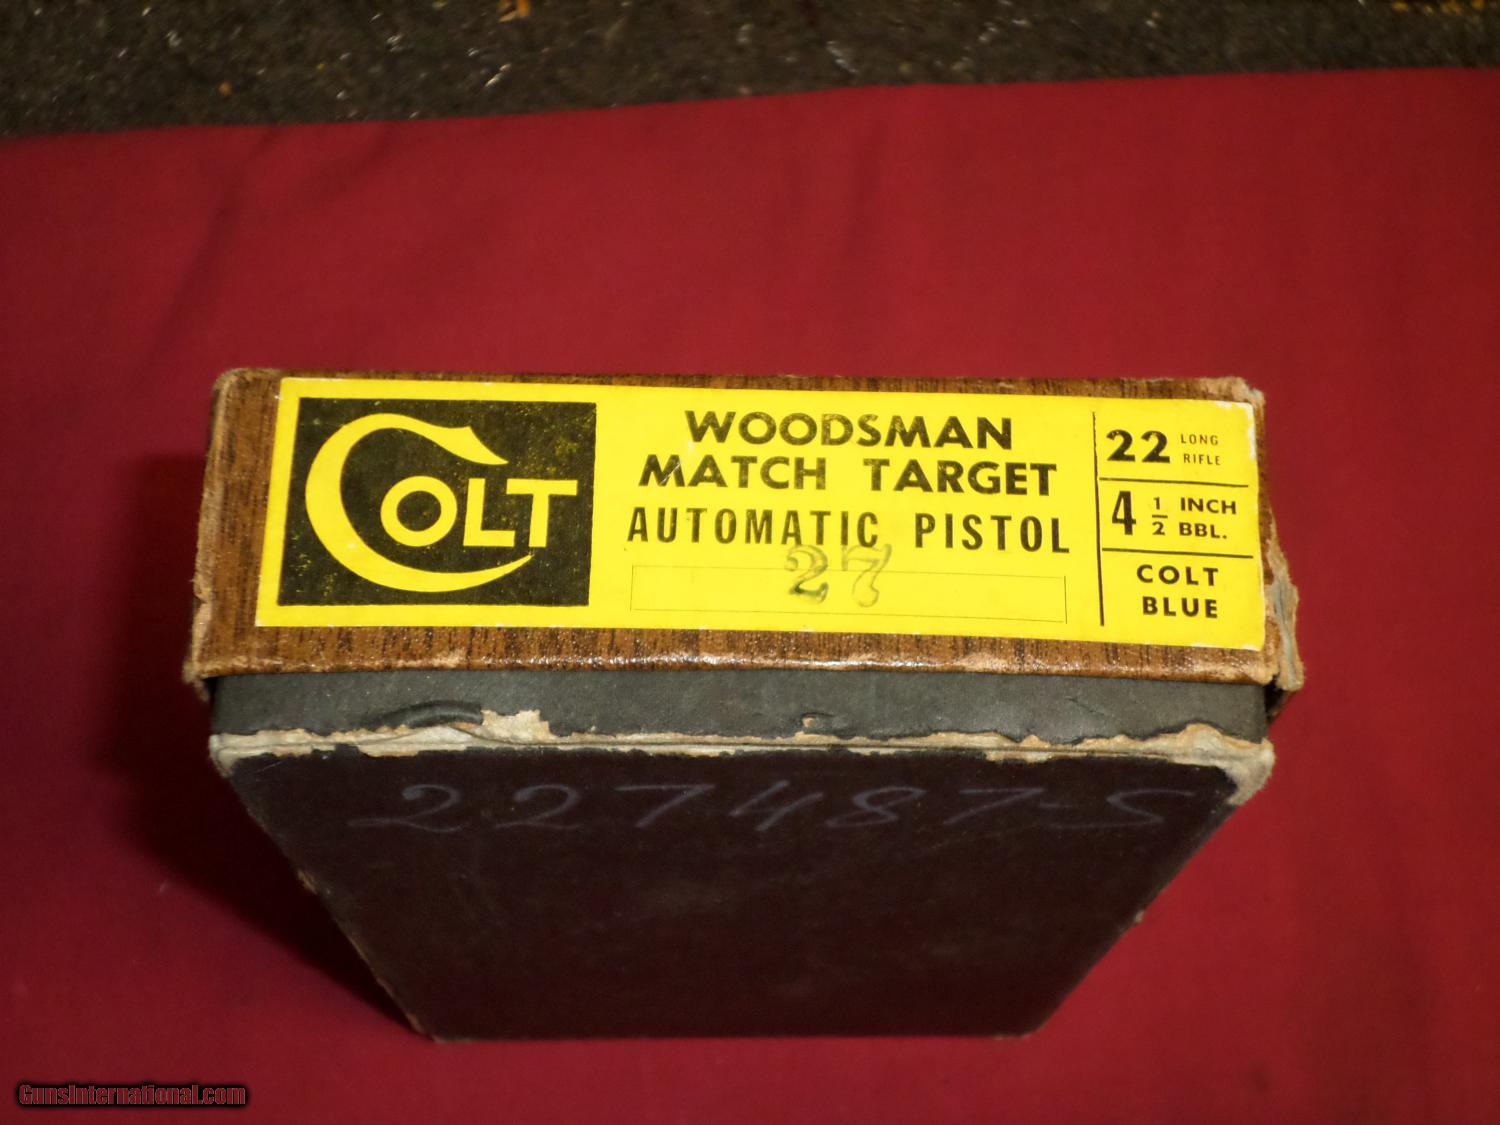 COLT
WOODSMAN
MATCH TARGET
AUTOMATIC PISTOL
27
22 LONG RIFLE
4 1/2 INCH BBL.
COLT
BLUE
227487-S
GunsInternational.com